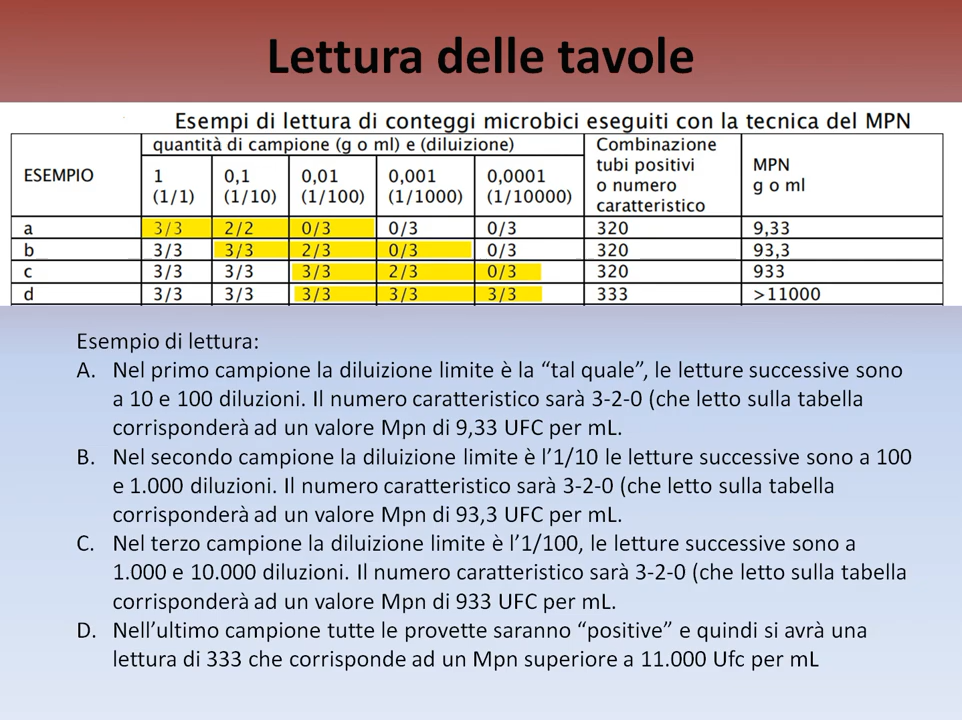 Lettura delle tavole
Esempi di lettura di conteggi microbici eseguiti con la tecnica del MPN
ESEMPIO
quantità di campione (g o ml) e (diluizione)
Combinazione
tubi positivi
o numero
caratteristico
MPN
g o ml
1 0,1 0,01 0,001 0,0001
(1/1) (1/10) (1/100) (1/1000) (1/10000)
a 3/3 2/2 0/3 0/3 0/3 320 9,33
b 3/3 3/3 2/3 0/3 0/3 320 93,3
c 3/3 3/3 3/3 2/3 0/3 320 933
d 3/3 3/3 3/3 3/3 3/3 333 >11000
Esempio di lettura:
A. Nel primo campione la diluizione limite è la “tal quale”, le letture successive sono
a 10 e 100 diluzioni. Il numero caratteristico sarà 3-2-0 (che letto sulla tabella
corrisponderà ad un valore Mpn di 9,33 UFC per mL.
B. Nel secondo campione la diluizione limite è l’1/10 le letture successive sono a 100
e 1.000 diluzioni. Il numero caratteristico sarà 3-2-0 (che letto sulla tabella
corrisponderà ad un valore Mpn di 93,3 UFC per mL.
C. Nel terzo campione la diluizione limite è l’1/100, le letture successive sono a
1.000 e 10.000 diluzioni. Il numero caratteristico sarà 3-2-0 (che letto sulla tabella
corrisponderà ad un valore Mpn di 933 UFC per mL.
D. Nell’ultimo campione tutte le provette saranno “positive” e quindi si avrà una
lettura di 333 che corrisponde ad un Mpn superiore a 11.000 Ufc per mL